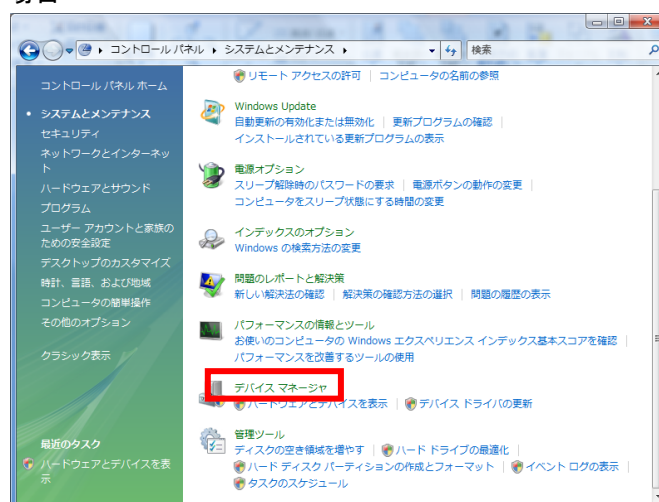 コントロール パネル ▸ システムとメンテナンス ▸
検索
コントロール パネル ホーム
• システムとメンテナンス
セキュリティ
ネットワークとインターネッ
ト
ハードウェアとサウンド
プログラム
ユーザー アカウントと家族の
ための安全設定
デスクトップのカスタマイズ
時計、言語、および地域
コンピュータの簡単操作
その他のオプション
クラシック表示
最近のタスク
ハードウェアとデバイスを表
示
リモート アクセスの許可 | コンピュータの名前の参照
Windows Update
自動更新の有効化または無効化 | 更新プログラムの確認 |
インストールされている更新プログラムの表示
電源オプション
スリープ解除時のパスワードの要求 | 電源ボタンの動作の変更 |
コンピュータをスリープ状態にする時間の変更
インデックスのオプション
Windows の検索方法の変更
問題のレポートと解決策
新しい解決法の確認 | 解決策の確認方法の選択 | 問題の履歴の表示
パフォーマンスの情報とツール
お使いのコンピュータの Windows エクスペリエンス インデックス基本スコアを確認 |
パフォーマンスを改善するツールの使用
デバイス マネージャ
ハードウェアとデバイスを表示 | デバイス ドライバの更新
管理ツール
ディスクの空き領域を増やす | ハード ドライブの最適化 |
ハード ディスク パーティションの作成とフォーマット | イベント ログの表示 |
タスクのスケジュール